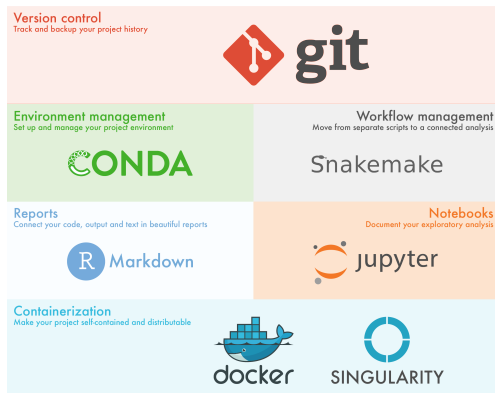 Version control
Track and backup your project history
git
Environment management
Set up and manage your project environment
CONDA
Workflow management
Move from separate scripts to a connected analysis
Snakemake
Reports
Connect your code, output and text in beautiful reports
R Markdown
Notebooks
Document your exploratory analysis
jupyter
Containerization
Make your project self-contained and distributable
docker
SINGULARITY